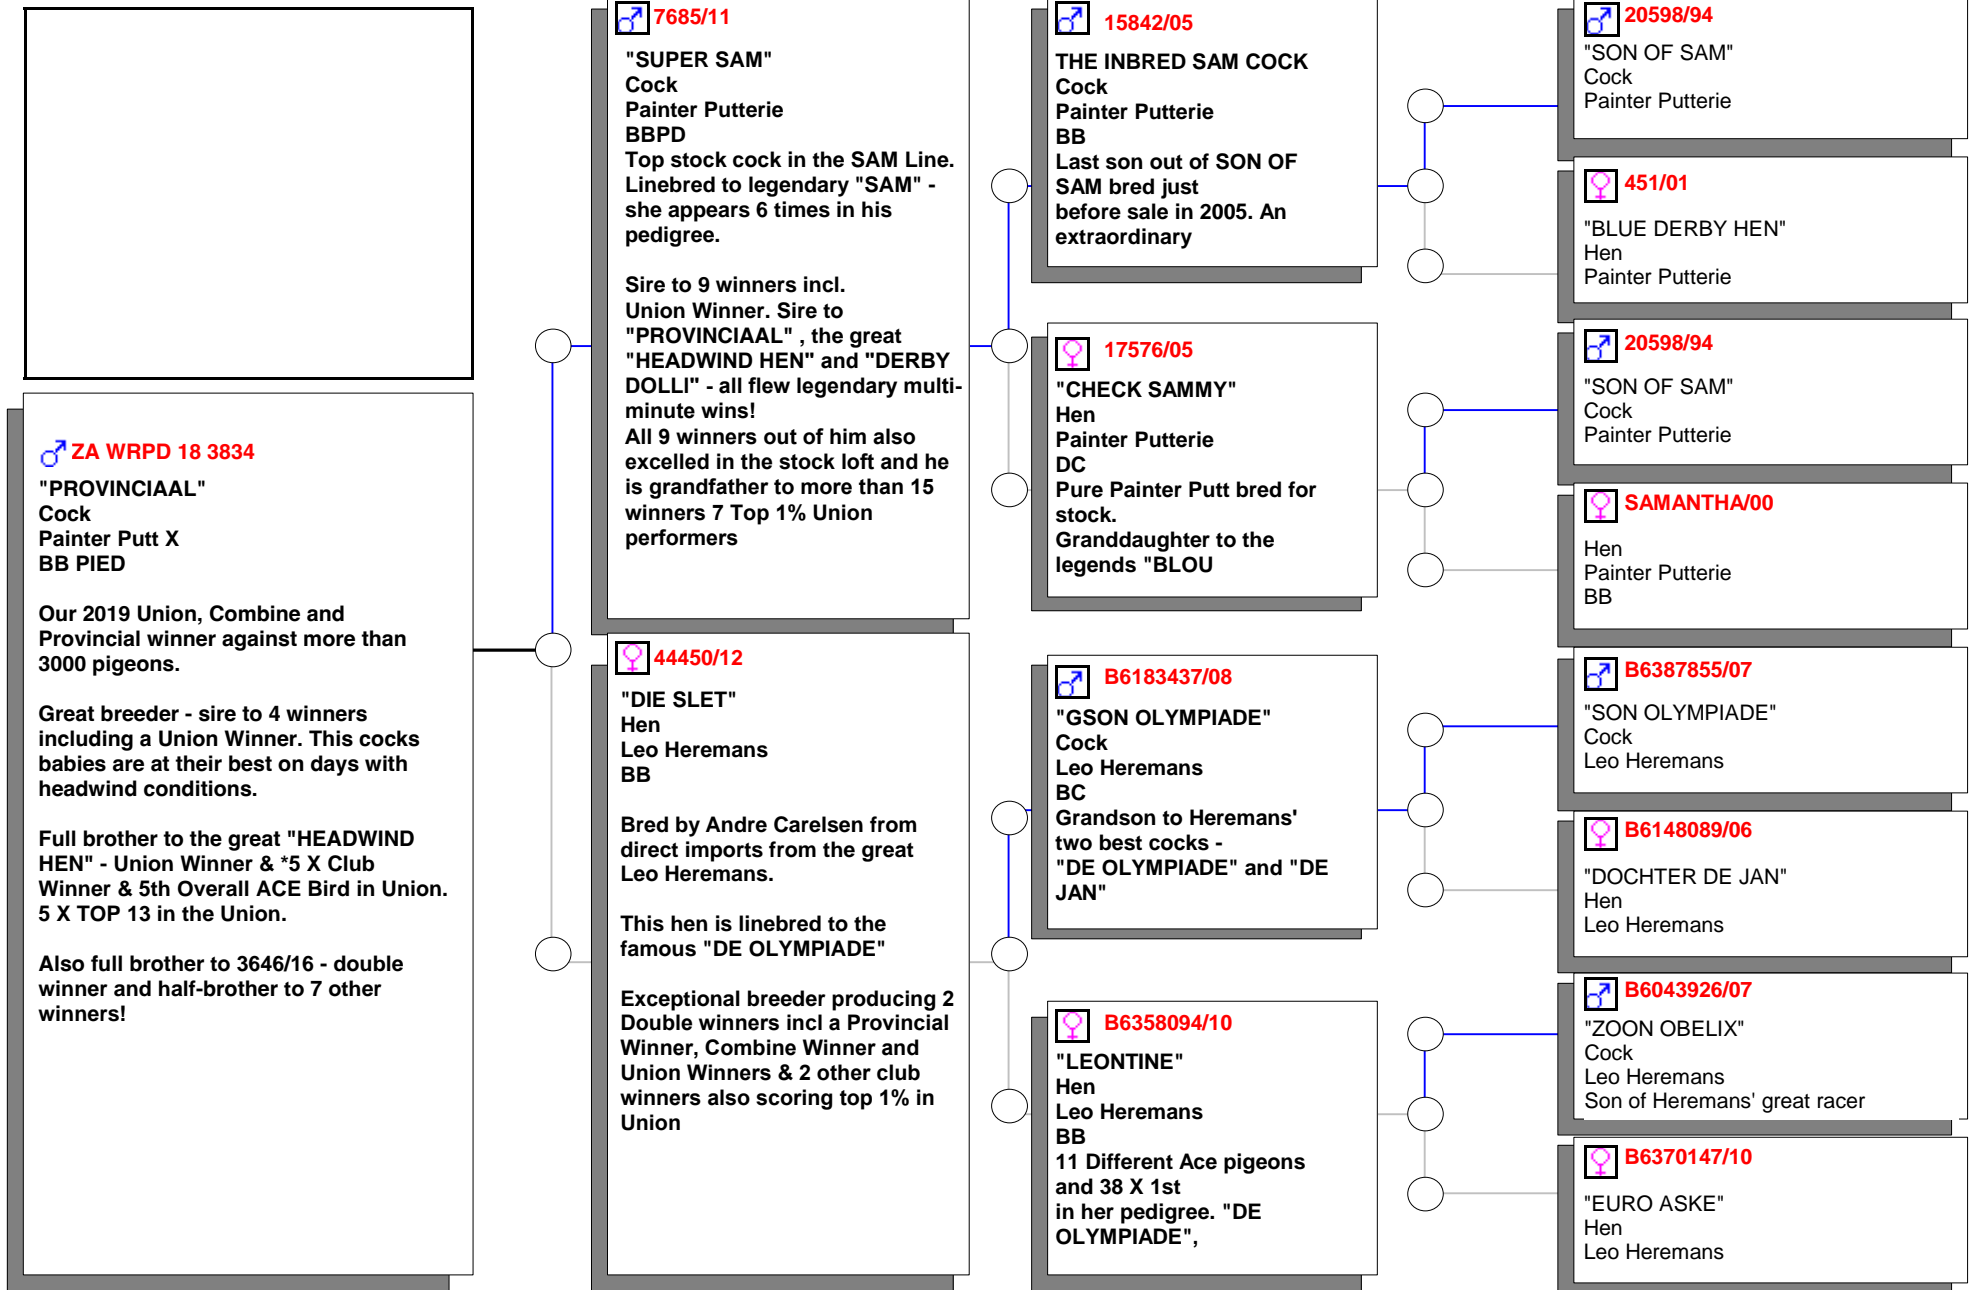 ZA WRPD 18 3834
"PROVINCIAAL"
Cock
Painter Putt X
BB PIED
Our 2019 Union, Combine and
Provincial winner against more than
3000 pigeons.
Great breeder - sire to 4 winners
including a Union Winner. This cocks
babies are at their best on days with
headwind conditions.
Full brother to the great "HEADWIND
HEN" - Union Winner & *5 X Club
Winner & 5th Overall ACE Bird in Union.
5 X TOP 13 in the Union.
Also full brother to 3646/16 - double
winner and half-brother to 7 other
winners!
7685/11
"SUPER SAM"
Cock
Painter Putterie
BBPD
Top stock cock in the SAM Line.
Linebred to legendary "SAM" -
she appears 6 times in his
pedigree.
Sire to 9 winners incl.
Union Winner. Sire to
"PROVINCIAAL" , the great
"HEADWIND HEN" and "DERBY
DOLLI" - all flew legendary multi-
minute wins!
All 9 winners out of him also
excelled in the stock loft and he
is grandfather to more than 15
winners 7 Top 1% Union
performers
44450/12
"DIE SLET"
Hen
Leo Heremans
BB
Bred by Andre Carelsen from
direct imports from the great
Leo Heremans.
This hen is linebred to the
famous "DE OLYMPIADE"
Exceptional breeder producing 2
Double winners incl a Provincial
Winner, Combine Winner and
Union Winners & 2 other club
winners also scoring top 1% in
Union
15842/05
THE INBRED SAM COCK
Cock
Painter Putterie
BB
Last son out of SON OF
SAM bred just
before sale in 2005. An
extraordinary
17576/05
"CHECK SAMMY"
Hen
Painter Putterie
DC
Pure Painter Putt bred for
stock.
Granddaughter to the
legends "BLOU
B6183437/08
"GSON OLYMPIADE"
Cock
Leo Heremans
BC
Grandson to Heremans'
two best cocks -
"DE OLYMPIADE" and "DE
JAN"
B6358094/10
"LEONTINE"
Hen
Leo Heremans
BB
11 Different Ace pigeons
and 38 X 1st
in her pedigree. "DE
OLYMPIADE",
20598/94
"SON OF SAM"
Cock
Painter Putterie
451/01
"BLUE DERBY HEN"
Hen
Painter Putterie
20598/94
"SON OF SAM"
Cock
Painter Putterie
SAMANTHA/00
Hen
Painter Putterie
BB
B6387855/07
"SON OLYMPIADE"
Cock
Leo Heremans
B6148089/06
"DOCHTER DE JAN"
Hen
Leo Heremans
B6043926/07
"ZOON OBELIX"
Cock
Leo Heremans
Son of Heremans' great racer
B6370147/10
"EURO ASKE"
Hen
Leo Heremans